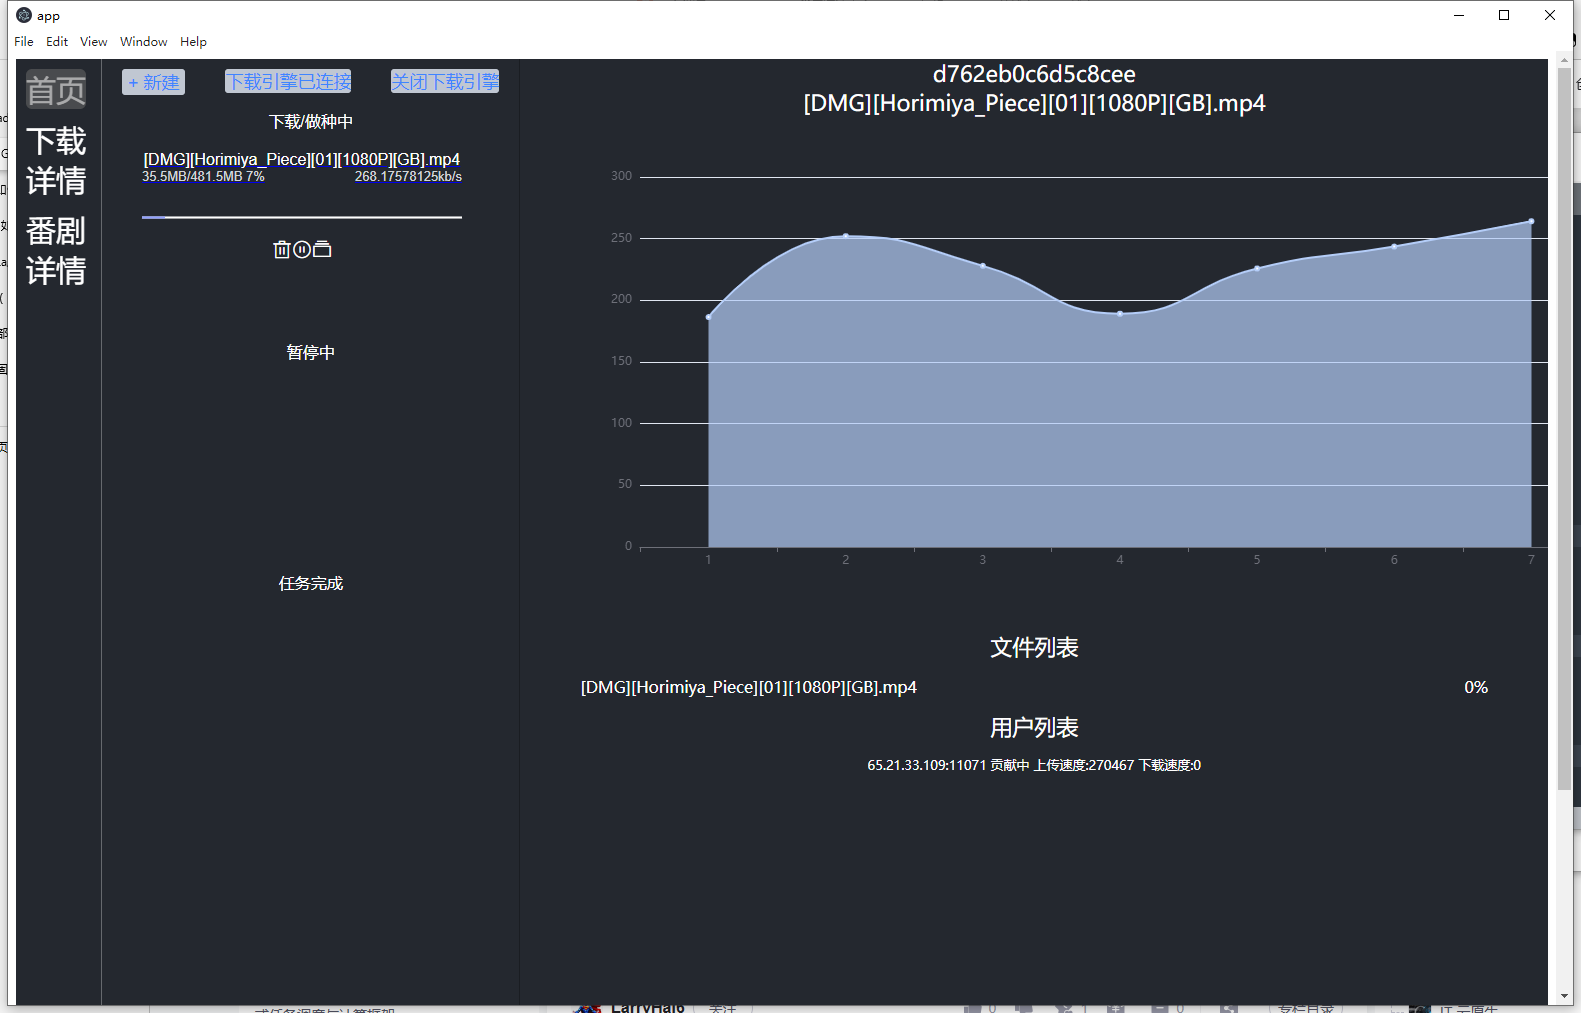 app
File Edit View Window Help
首页
下载
详情
番剧
详情
+ 新建
下载引擎已连接
关闭下载引擎
下载/做种中
[DMG][Horimiya_Piece][01][1080P][GB].mp4
35.5MB/481.5MB 7%
268.17578125kb/s
暂停中
任务完成
d762eb0c6d5c8cee
[DMG][Horimiya_Piece][01][1080P][GB].mp4
300
250
200
150
100
50
0
1 2 3 4 5 6 7
文件列表
[DMG][Horimiya_Piece][01][1080P][GB].mp4 0%
用户列表
65.21.33.109:11071 贡献中 上传速度:270467 下载速度:0